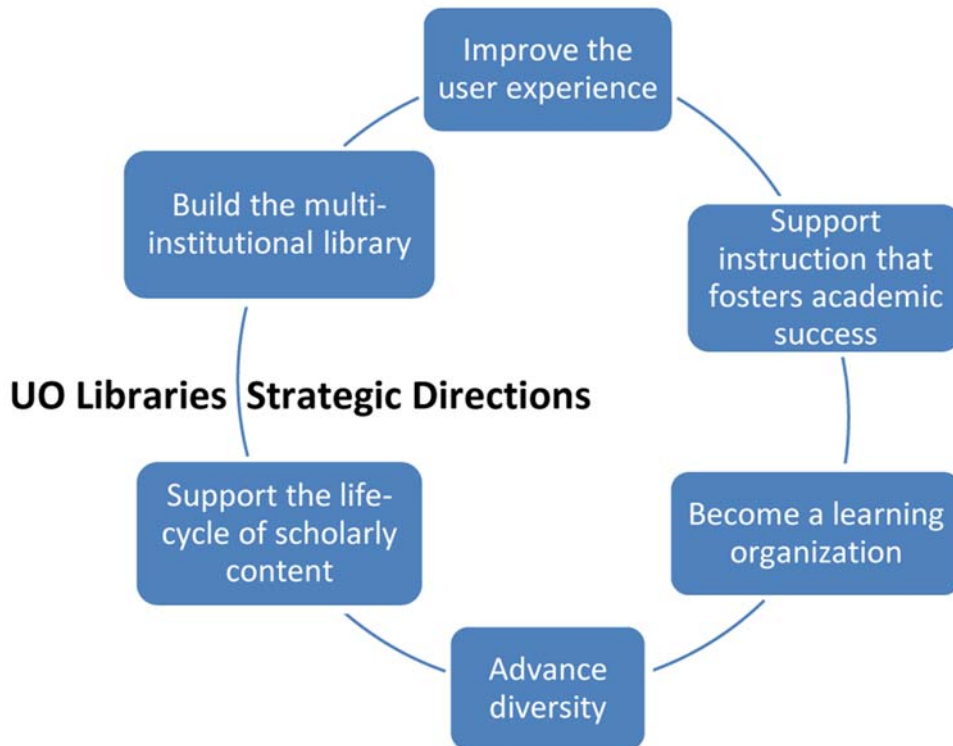 Improve the
user experience
Build the multi-
institutional library
Support
instruction that
fosters academic
success
UO Libraries Strategic Directions
Support the life-
cycle of scholarly
content
Become a learning
organization
Advance
diversity